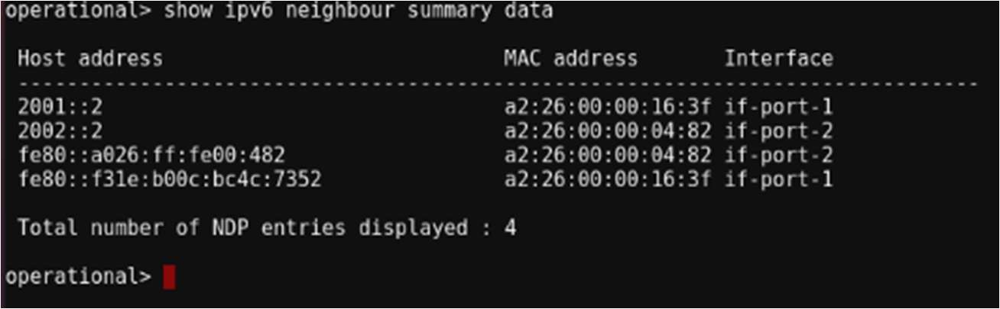 operational> show ipv6 neighbour summary data
Host address MAC address Interface
--------------------------------------------------------------------------------
2001::2 a2:26:00:00:16:3f if-port-1
2002::2 a2:26:00:00:04:82 if-port-2
fe80::a026:ff:fe00:482 a2:26:00:00:04:82 if-port-2
fe80::f31e:b00c:bc4c:7352 a2:26:00:00:16:3f if-port-1
Total number of NDP entries displayed : 4
operational>